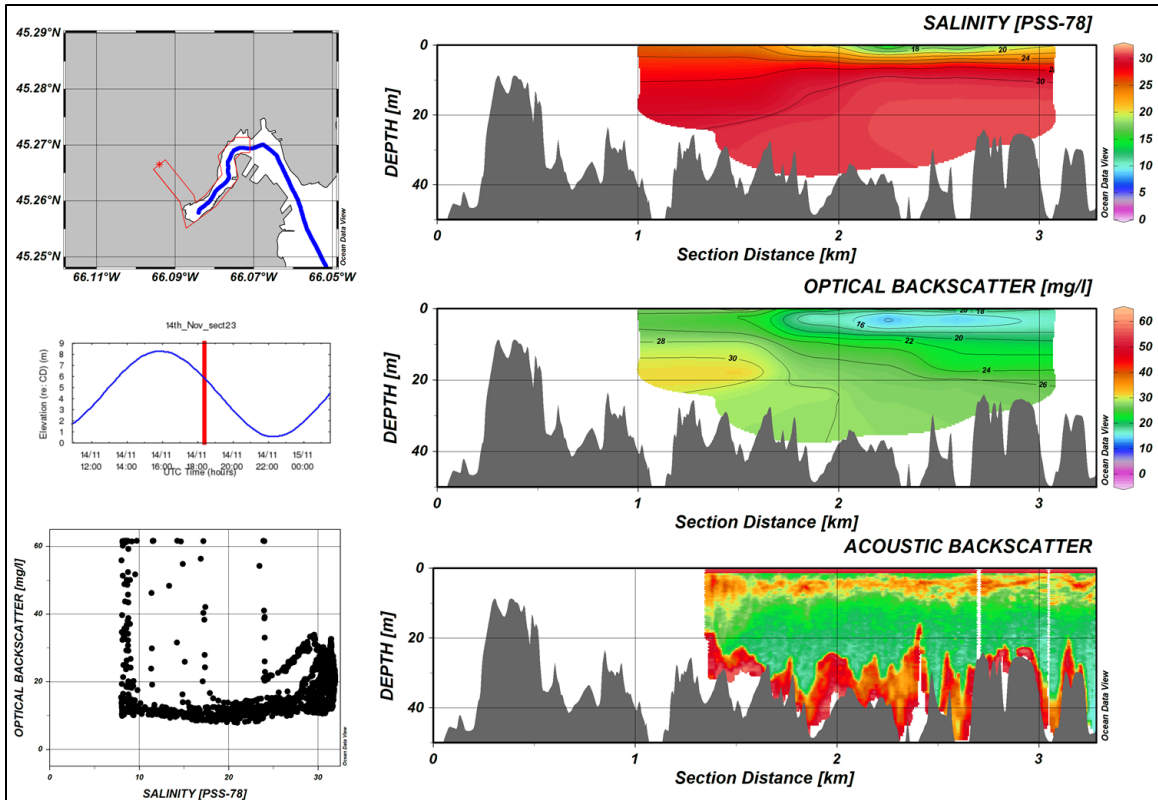 45.29°N
45.28°N
45.27°N
45.26°N
45.25°N
66.11°W 66.09°W 66.07°W 66.05°W
Ocean Data View
SALINITY [PSS-78]
DEPTH [m]
0
20
40
18 20
24
24
30
30
0 1 2 3
Section Distance [km]
Ocean Data View
30
25
20
15
10
5
0
14th_Nov_sect23
Elevation (re: CD) (m)
9
8
7
6
5
4
3
2
1
0
14/11 14/11 14/11 14/11 14/11 14/11 15/11
12:00 14:00 16:00 18:00 20:00 22:00 00:00
UTC Time (hours)
OPTICAL BACKSCATTER [mg/l]
DEPTH [m]
0
20
40
20 18
16
20
28 22
30 24
26
0 1 2 3
Section Distance [km]
Ocean Data View
60
50
40
30
20
10
0
OPTICAL BACKSCATTER [mg/l]
60
40
20
0
0 10 20 30
SALINITY [PSS-78]
Ocean Data View
ACOUSTIC BACKSCATTER
DEPTH [m]
0
20
40
0 1 2 3
Section Distance [km]
Ocean Data View